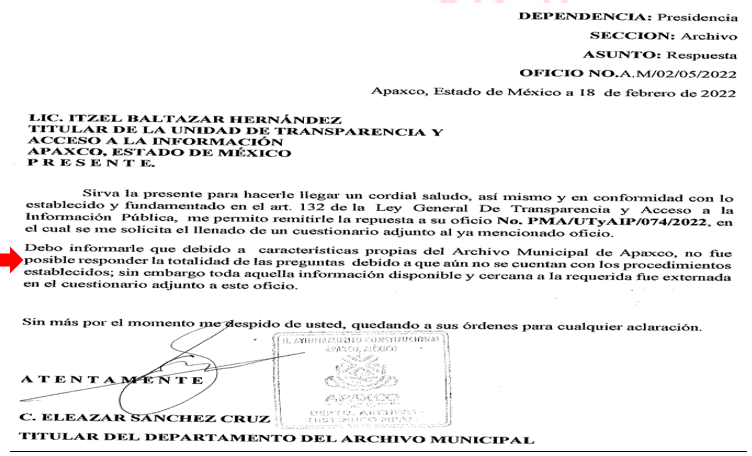 DEPENDENCIA: Presidencia
SECCION: Archivo
ASUNTO: Respuesta
OFICIO NO.A.M/02/05/2022
Apaxco, Estado de México a 18 de febrero de 2022
LIC. ITZEL BALTAZAR HERNÁNDEZ
TITULAR DE LA UNIDAD DE TRANSPARENCIA Y
ACCESO A LA INFORMACIÓN
APAXCO, ESTADO DE MÉXICO
P R E S E N T E.
Sirva la presente para hacerle llegar un cordial saludo, así mismo y en conformidad con lo
establecido y fundamentado en el art. 132 de la Ley General De Transparencia y Acceso a la
Información Pública, me permito remitirle la repuesta a su oficio No. PMA/UTyAIP/074/2022, en
el cual se me solicita el llenado de un cuestionario adjunto al ya mencionado oficio.
Debo informarle que debido a características propias del Archivo Municipal de Apaxco, no fue
posible responder la totalidad de las preguntas debido a que aún no se cuentan con los procedimientos
establecidos; sin embargo toda aquella información disponible y cercana a la requerida fue externada
en el cuestionario adjunto a este oficio.
Sin más por el momento me despido de usted, quedando a sus órdenes para cualquier aclaración.
H. AYUNTAMIENTO CONSTITUCIONAL
APAXCO, MÉXICO
A T E N T A M E N T E
APAXCO
DEPTO. ARCHIVO
C. ELEAZAR SÁNCHEZ CRUZ
TITULAR DEL DEPARTAMENTO DEL ARCHIVO MUNICIPAL